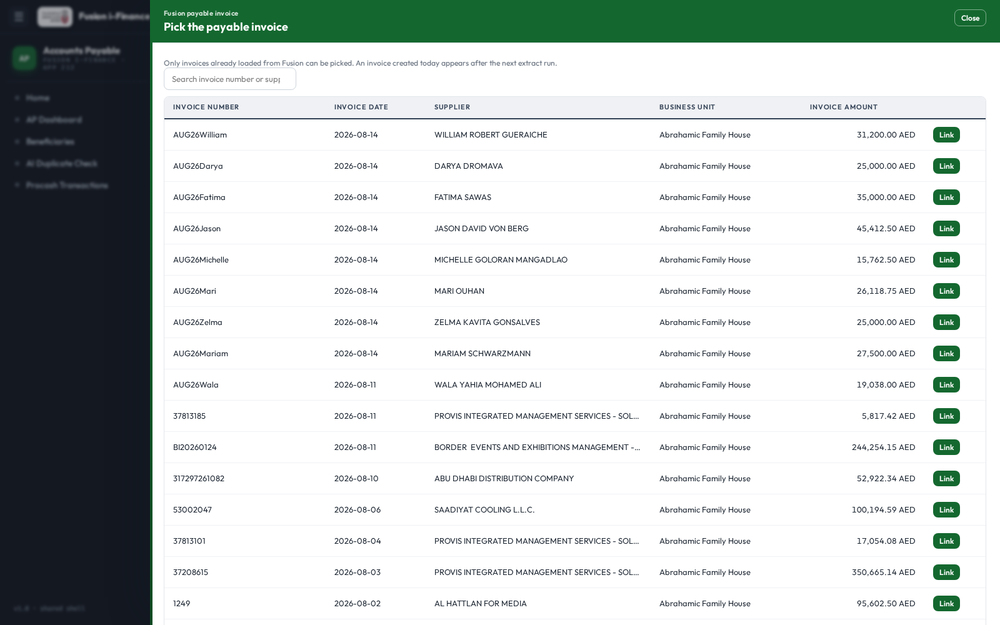 Fusion i-Finance
AP
Accounts Payable
Home
AP Dashboard
Beneficiaries
AI Duplicate Check
Procash Transactions
v1.0 · shared shell
Fusion payable invoice
Pick the payable invoice
Close
Only invoices already loaded from Fusion can be picked. An invoice created today appears after the next extract run.
Search invoice number or supp
INVOICE NUMBER INVOICE DATE SUPPLIER BUSINESS UNIT INVOICE AMOUNT
AUG26William 2026-08-14 WILLIAM ROBERT GUERAICHE Abrahamic Family House 31,200.00 AED Link
AUG26Darya 2026-08-14 DARYA DROMAVA Abrahamic Family House 25,000.00 AED Link
AUG26Fatima 2026-08-14 FATIMA SAWAS Abrahamic Family House 35,000.00 AED Link
AUG26Jason 2026-08-14 JASON DAVID VON BERG Abrahamic Family House 45,412.50 AED Link
AUG26Michelle 2026-08-14 MICHELLE GOLORAN MANGADLAO Abrahamic Family House 15,762.50 AED Link
AUG26Mari 2026-08-14 MARI OUHAN Abrahamic Family House 26,118.75 AED Link
AUG26Zelma 2026-08-14 ZELMA KAVITA GONSALVES Abrahamic Family House 25,000.00 AED Link
AUG26Mariam 2026-08-14 MARIAM SCHWARZMANN Abrahamic Family House 27,500.00 AED Link
AUG26Wala 2026-08-11 WALA YAHIA MOHAMED ALI Abrahamic Family House 19,038.00 AED Link
37813185 2026-08-11 PROVIS INTEGRATED MANAGEMENT SERVICES - SOL... Abrahamic Family House 5,817.42 AED Link
BI20260124 2026-08-11 BORDER EVENTS AND EXHIBITIONS MANAGEMENT -... Abrahamic Family House 244,254.15 AED Link
317297261082 2026-08-10 ABU DHABI DISTRIBUTION COMPANY Abrahamic Family House 52,922.34 AED Link
53002047 2026-08-06 SAADIYAT COOLING L.L.C. Abrahamic Family House 100,194.59 AED Link
37813101 2026-08-04 PROVIS INTEGRATED MANAGEMENT SERVICES - SOL... Abrahamic Family House 17,054.08 AED Link
37208615 2026-08-03 PROVIS INTEGRATED MANAGEMENT SERVICES - SOL... Abrahamic Family House 350,665.14 AED Link
1249 2026-08-02 AL HATTLAN FOR MEDIA Abrahamic Family House 95,602.50 AED Link